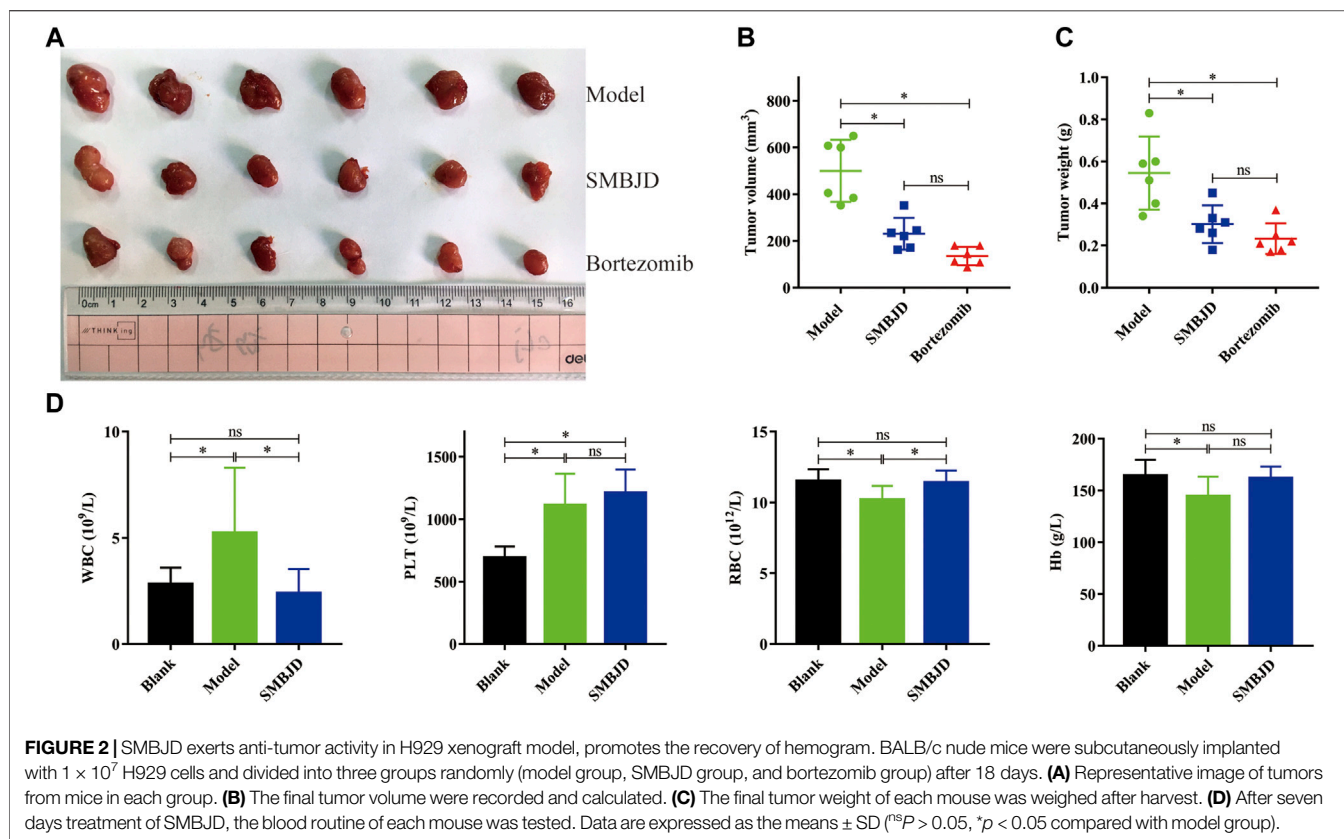 A
Model
SMBJD
Bortezomib
0cm 1 2 3 4 5 6 7 8 9 10 11 12 13 14 15 16
THINK ing
B
Tumor volume (mm³)
800
600
400
200
0
*
*
ns
Model
SMBJD
Bortezomib
C
Tumor weight (g)
1.0
0.8
0.6
0.4
0.2
0.0
*
*
ns
Model
SMBJD
Bortezomib
D
WBC (10⁹/L)
10
5
0
ns
*
*
Blank
Model
SMBJD
PLT (10⁹/L)
1500
1000
500
0
*
*
ns
Blank
Model
SMBJD
RBC (10¹²/L)
15
10
5
0
ns
*
*
Blank
Model
SMBJD
Hb (g/L)
200
150
100
50
0
ns
*
ns
Blank
Model
SMBJD
FIGURE 2 | SMBJD exerts anti-tumor activity in H929 xenograft model, promotes the recovery of hemogram. BALB/c nude mice were subcutaneously implanted
with 1 × 10⁷ H929 cells and divided into three groups randomly (model group, SMBJD group, and bortezomib group) after 18 days. (A) Representative image of tumors
from mice in each group. (B) The final tumor volume were recorded and calculated. (C) The final tumor weight of each mouse was weighed after harvest. (D) After seven
days treatment of SMBJD, the blood routine of each mouse was tested. Data are expressed as the means ± SD (ⁿˢP > 0.05, *p < 0.05 compared with model group).